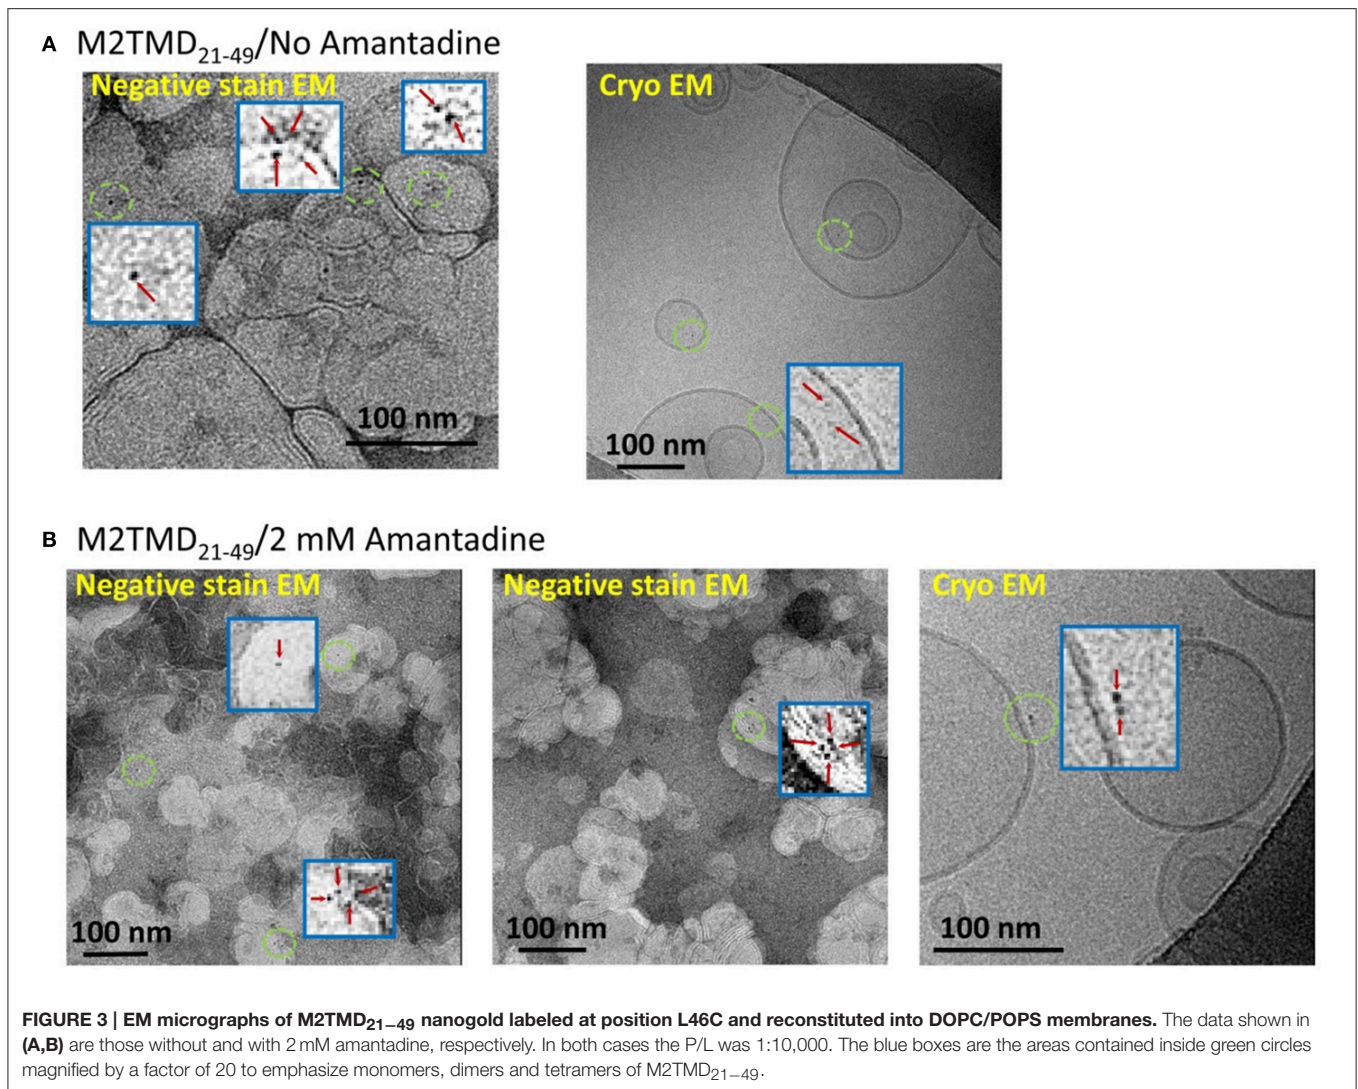 A M2TMD21-49/No Amantadine
Negative stain EM
Cryo EM
100 nm
100 nm
B M2TMD21-49/2 mM Amantadine
Negative stain EM
Negative stain EM
Cryo EM
100 nm
100 nm
100 nm
FIGURE 3 | EM micrographs of M2TMD21−49 nanogold labeled at position L46C and reconstituted into DOPC/POPS membranes. The data shown in
(A,B) are those without and with 2 mM amantadine, respectively. In both cases the P/L was 1:10,000. The blue boxes are the areas contained inside green circles
magnified by a factor of 20 to emphasize monomers, dimers and tetramers of M2TMD21−49.